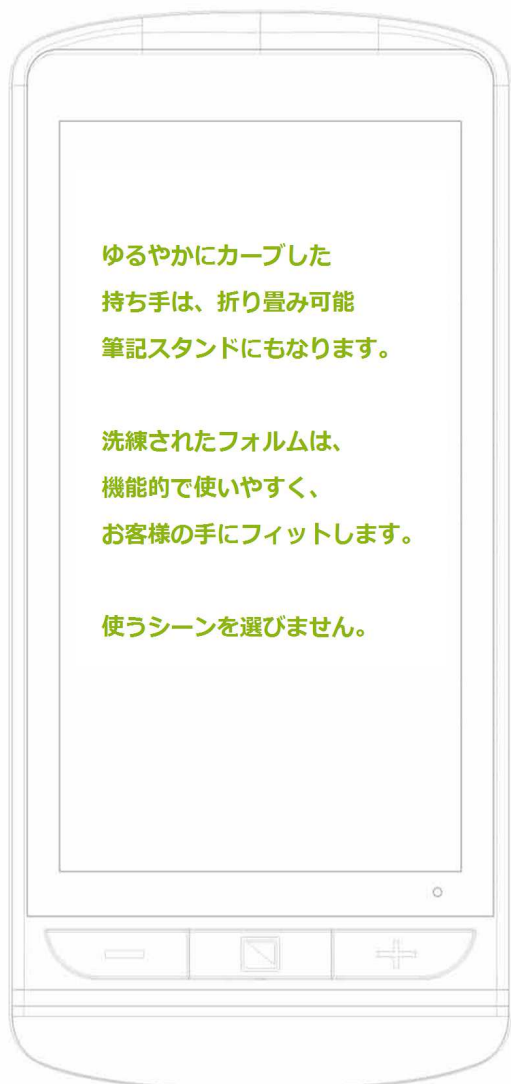 ゆるやかにカーブした
持ち手は、折り畳み可能
筆記スタンドにもなります。
洗練されたフォルムは、
機能的で使いやすく、
お客様の手にフィットします。
使うシーンを選びません。